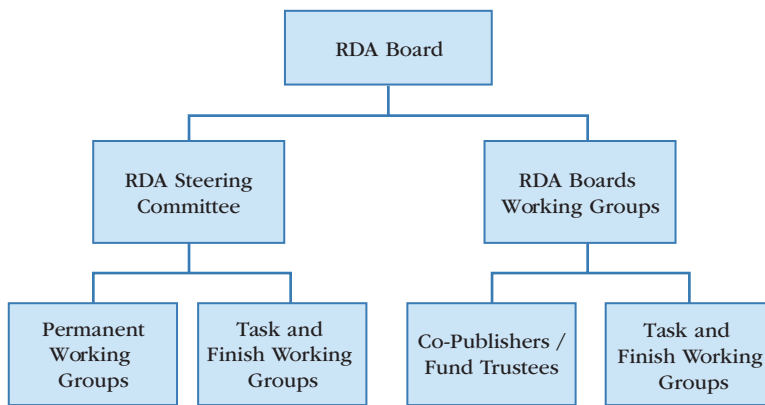 RDA Board
RDA Steering
Committee
RDA Boards
Working Groups
Permanent
Working
Groups
Task and
Finish Working
Groups
Co-Publishers /
Fund Trustees
Task and
Finish Working
Groups